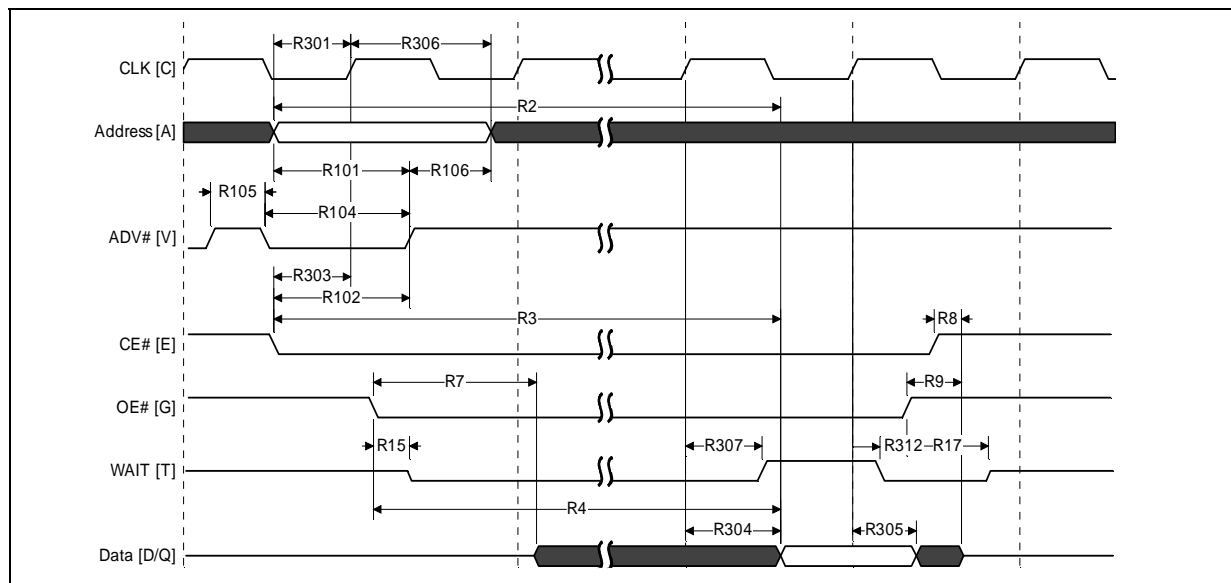 R301 R306
CLK [C]
R2
Address [A]
R101 R106
R105
R104
ADV# [V]
R303
R102
R3 R8
CE# [E]
R7 R9
OE# [G]
R15 R307 R312 R17
WAIT [T]
R4
R304 R305
Data [D/Q]